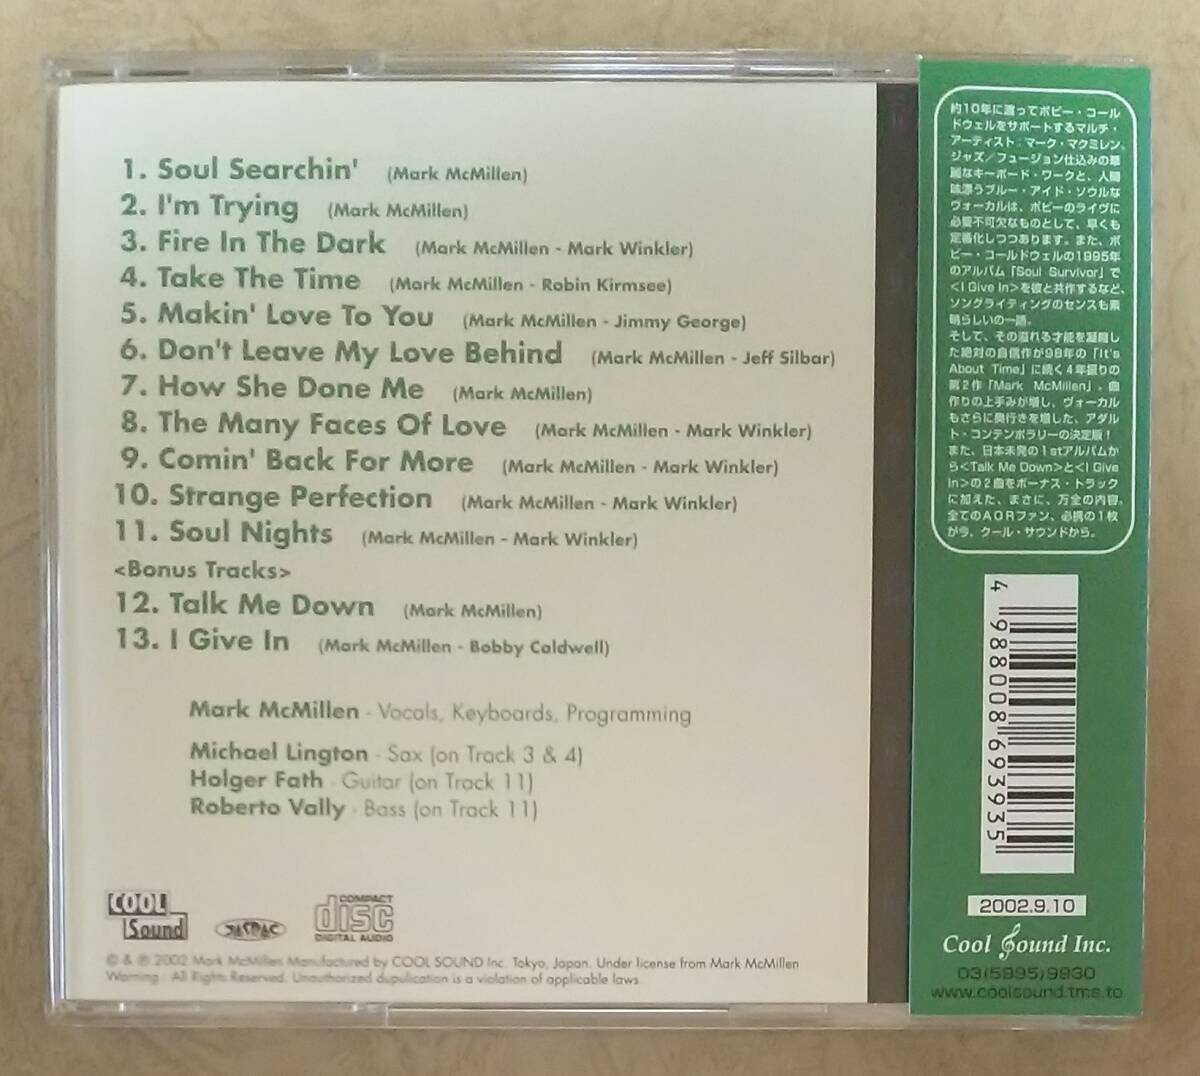 1. Soul Searchin' (Mark McMillen)
2. I'm Trying (Mark McMillen)
3. Fire In The Dark (Mark McMillen - Mark Winkler)
4. Take The Time (Mark McMillen - Robin Kirmsee)
5. Makin' Love To You (Mark McMillen - Jimmy George)
6. Don't Leave My Love Behind (Mark McMillen - Jeff Silbar)
7. How She Done Me (Mark McMillen)
8. The Many Faces Of Love (Mark McMillen - Mark Winkler)
9. Comin' Back For More (Mark McMillen - Mark Winkler)
10. Strange Perfection (Mark McMillen - Mark Winkler)
11. Soul Nights (Mark McMillen - Mark Winkler)
<Bonus Tracks>
12. Talk Me Down (Mark McMillen)
13. I Give In (Mark McMillen - Bobby Caldwell)
Mark McMillen - Vocals, Keyboards, Programming
Michael Lington - Sax (on Track 3 & 4)
Holger Fath - Guitar (on Track 11)
Roberto Vally - Bass (on Track 11)
COOL
Sound
JASRAC
COMPACT
disc
DIGITAL AUDIO
© & ℗ 2002 Mark McMillen Manufactured by COOL SOUND Inc. Tokyo, Japan. Under license from Mark McMillen
Warning : All Rights Reserved. Unauthorized dupulication is a violation of applicable laws
約10年に渡ってボビー・コール
ドウェルをサポートするマルチ・
アーティスト：マーク・マクミレン。
ジャズ／フュージョン仕込みの華
麗なキーボード・ワークと、人間
味漂うブルー・アイド・ソウルな
ヴォーカルは、ボビーのライヴに
必要不可欠なものとして、早くも
定番化しつつあります。また、ボ
ビー・コールドウェルの1995年
のアルバム「Soul Survivor」で
<I Give In>を彼と共作するなど、
ソングライティングのセンスも素
晴らしいの一語。
そして、その溢れる才能を凝縮し
た絶対の自信作が98年の「It's
About Time」に続く4年振りの
第2作「Mark McMillen」。曲
作りの上手みが増し、ヴォーカル
もさらに奥行きを増した、アダル
ト・コンテンポラリーの決定版！
また、日本未発の1stアルバムか
ら<Talk Me Down>と<I Give
In>の2曲をボーナス・トラック
に加えた、まさに、万全の内容。
全てのAORファン、必携の1枚
が今、クール・サウンドから。
4 988008 693935
2002.9.10
Cool Sound Inc.
03(5995)9930
www.coolsound.tms.to